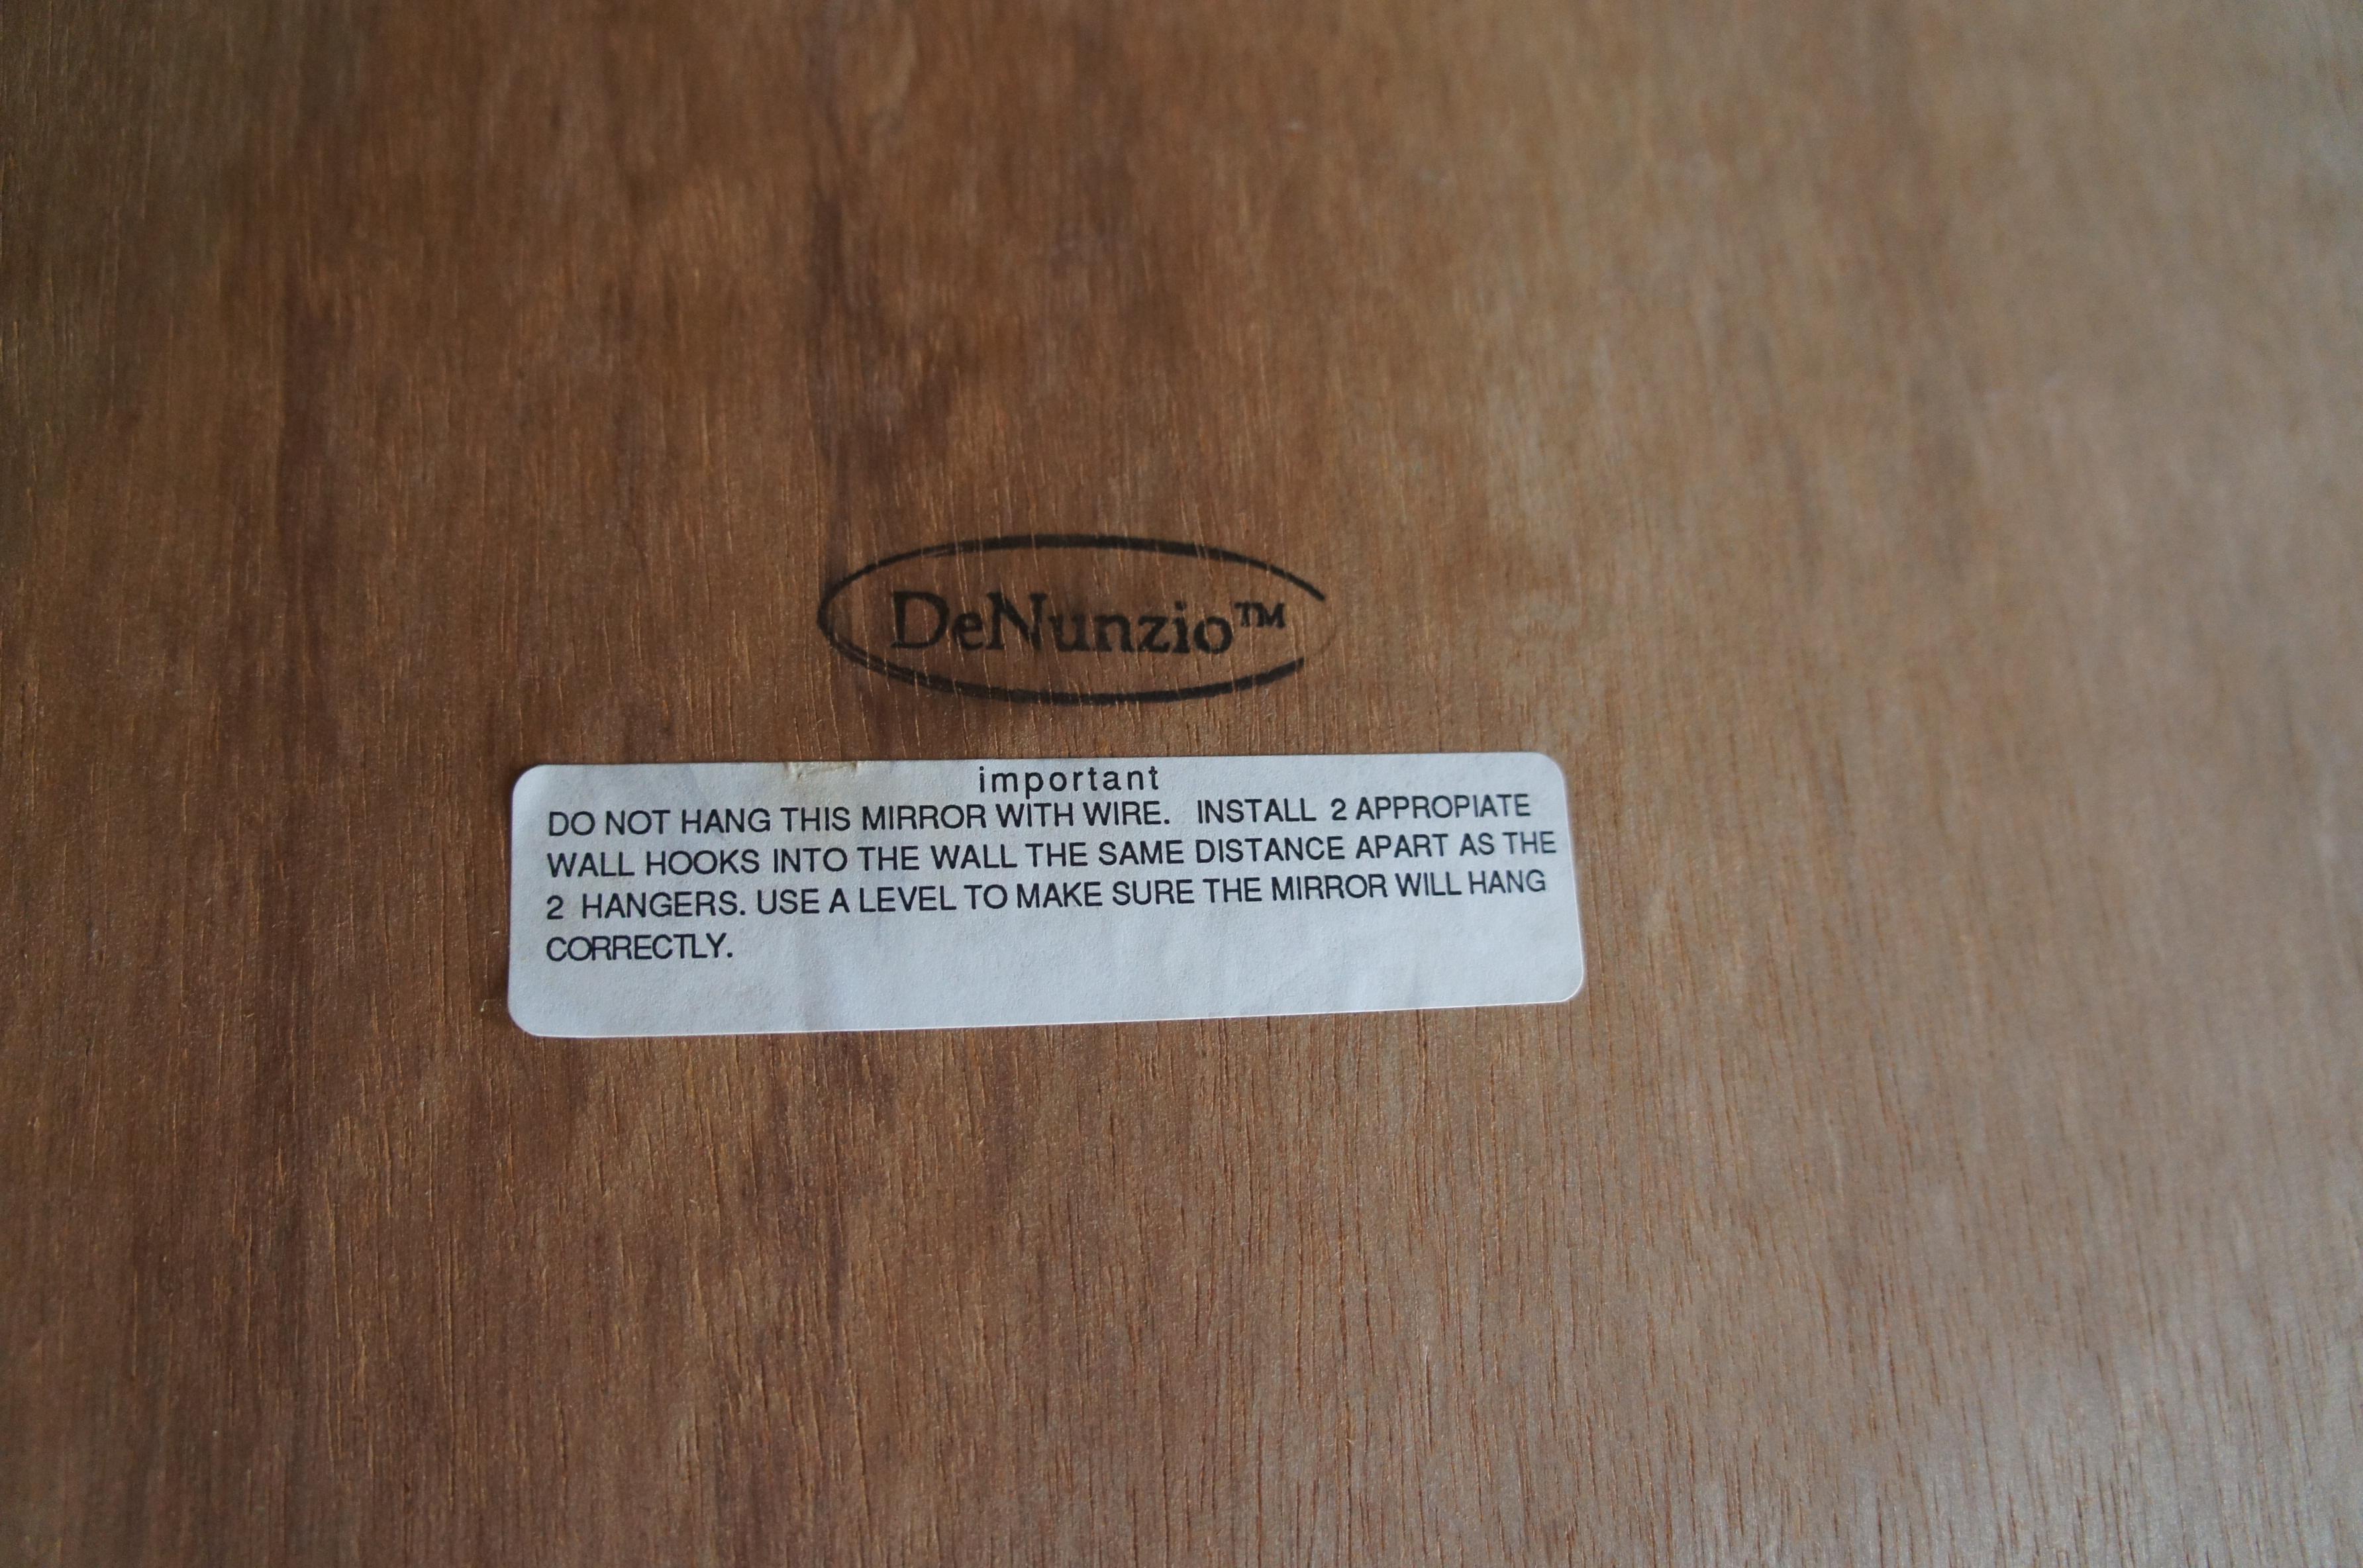 DeNunzio™
important
DO NOT HANG THIS MIRROR WITH WIRE. INSTALL 2 APPROPIATE
WALL HOOKS INTO THE WALL THE SAME DISTANCE APART AS THE
2 HANGERS. USE A LEVEL TO MAKE SURE THE MIRROR WILL HANG
CORRECTLY.